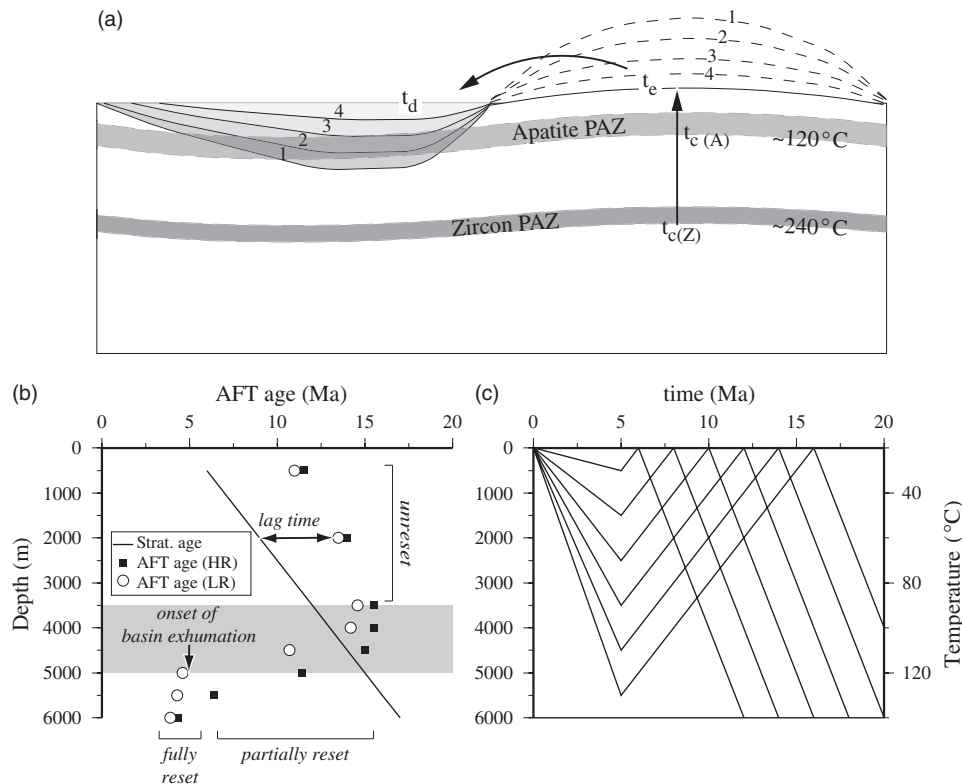 (a)
1
2
3
4
t_d
t_e
4
3
2
1
Apatite PAZ
t_c (A)
~120°C
Zircon PAZ
t_c(Z)
~240°C
(b)
AFT age (Ma)
0 5 10 15 20
0
1000
2000
3000
4000
5000
6000
Depth (m)
unreset
lag time
Strat. age
AFT age (HR)
AFT age (LR)
onset of
basin exhumation
fully
reset
partially reset
(c)
time (Ma)
0 5 10 15 20
0
1000
2000
3000
4000
5000
6000
40
80
120
Temperature (°C)